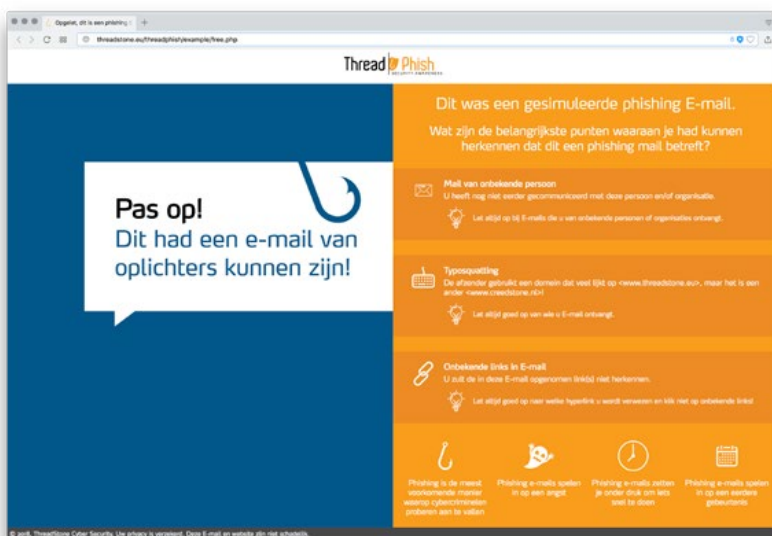 Opgelet, dit is een phishing
threadstone.eu/threadphish/example/free.php
Thread Phish
SECURITY AWARENESS
Pas op!
Dit had een e-mail van
oplichters kunnen zijn!
Dit was een gesimuleerde phishing E-mail.
Wat zijn de belangrijkste punten waaraan je had kunnen
herkennen dat dit een phishing mail betreft?
Mail van onbekende persoon
U heeft nog niet eerder gecommuniceerd met deze persoon en/of organisatie.
Let altijd op bij E-mails die u van onbekende personen of organisaties ontvangt.
Typosquatting
De afzender gebruikt een domein dat veel lijkt op <www.threadstone.eu>, maar het is een
ander <www.creedstone.nl>!
Let altijd goed op van wie u E-mail ontvangt.
Onbekende links in E-mail
U zult de in deze E-mail opgenomen link(s) niet herkennen.
Let altijd goed op naar welke hyperlink u wordt verwezen en klik niet op onbekende links!
Phishing is de meest
voorkomende manier
waarop cybercriminelen
proberen aan te vallen
Phishing e-mails spelen
in op een angst
Phishing e-mails zetten
je onder druk om iets
snel te doen
Phishing e-mails spelen
in op een eerdere
gebeurtenis
© 2018, ThreadStone Cyber Security. Uw privacy is verzekerd. Deze E-mail en website zijn niet schadelijk.